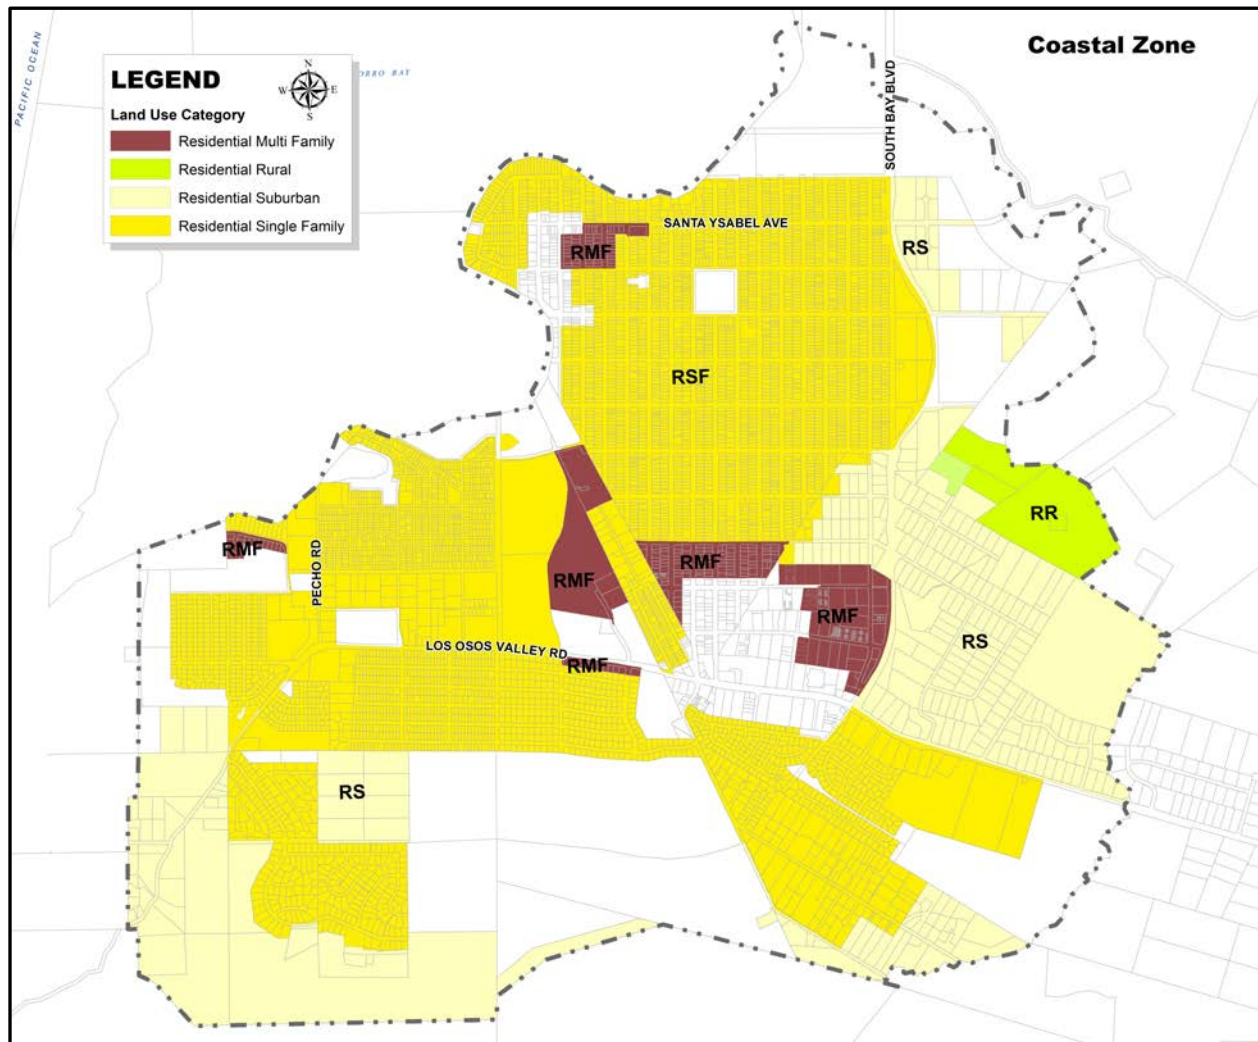 Coastal Zone
PACIFIC OCEAN
LEGEND
N
W E
S
BAY
Land Use Category
Residential Multi Family
Residential Rural
Residential Suburban
Residential Single Family
SOUTH BAY BLVD
SANTA YSABEL AVE
RMF
RS
RSF
RR
RMF
PECHO RD
RMF
RMF
RMF
LOS OSOS VALLEY RD
RMF
RS
RS